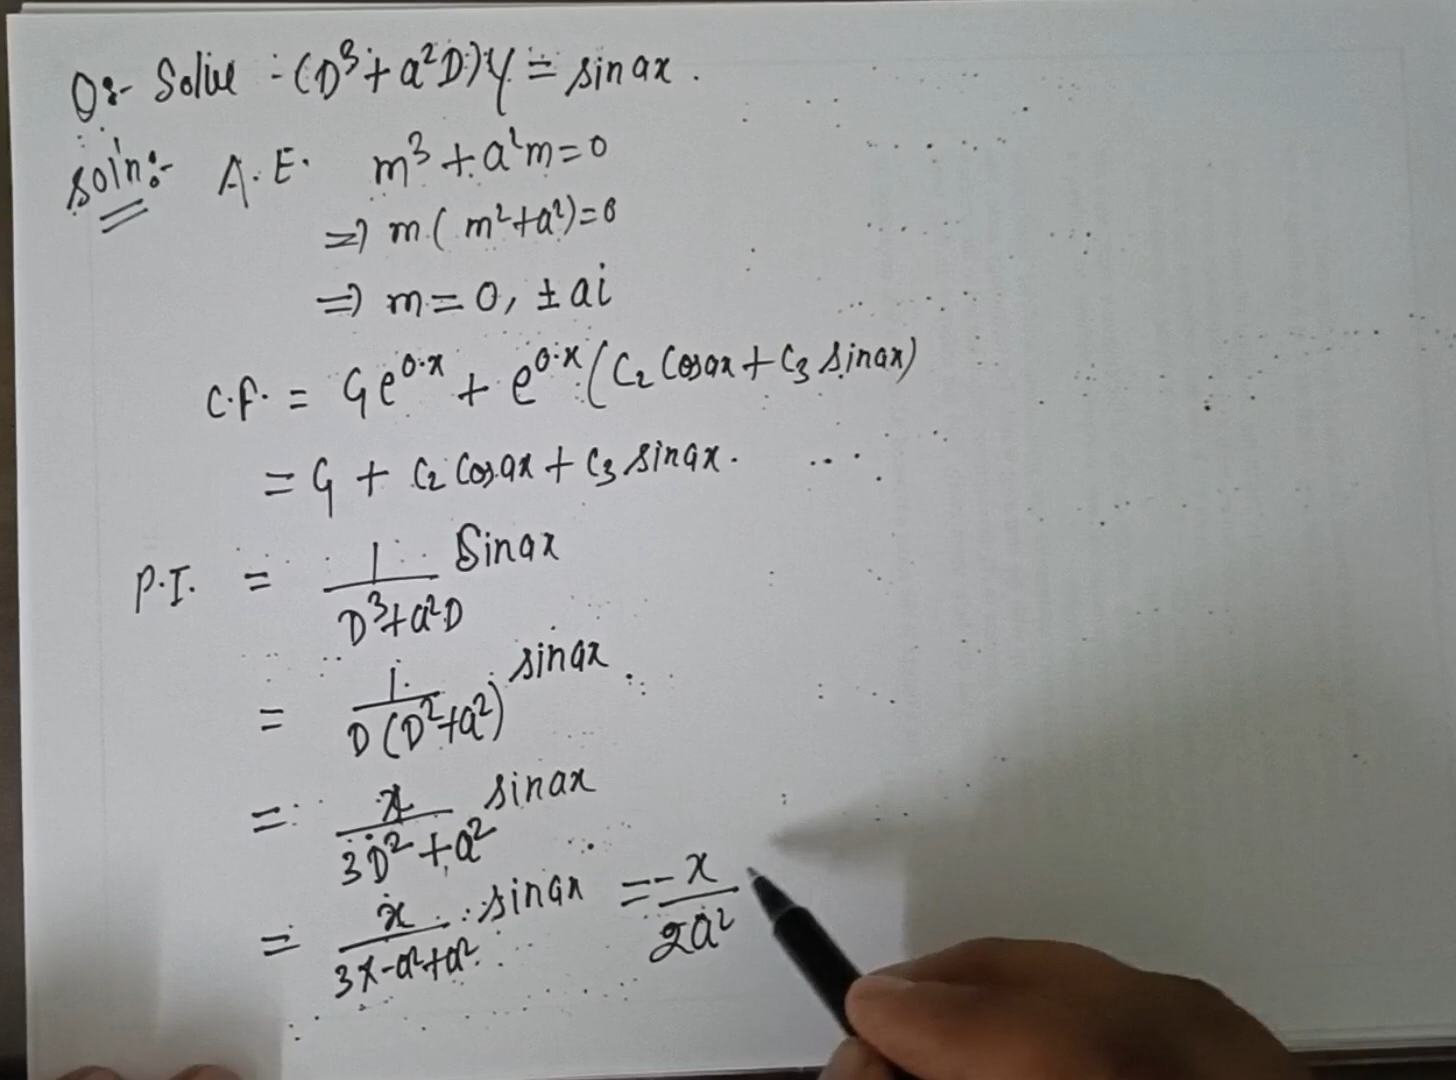 Q:- Solve :- (D³ + a²D)y = sin ax.
Soln:- A.E. m³ + a²m = 0
⇒ m(m² + a²) = 0
⇒ m = 0, ± ai
C.F. = C₁e^{0·x} + e^{0·x}(C₂ Cos ax + C₃ sin ax)
= C₁ + C₂ Cos ax + C₃ sin ax.
P.I. = 1/(D³ + a²D) Sin ax
= 1/(D(D² + a²)) sin ax
= x/(3D² + a²) sin ax
= x/(3x-a²+a²) sin ax = -x/(2a²)